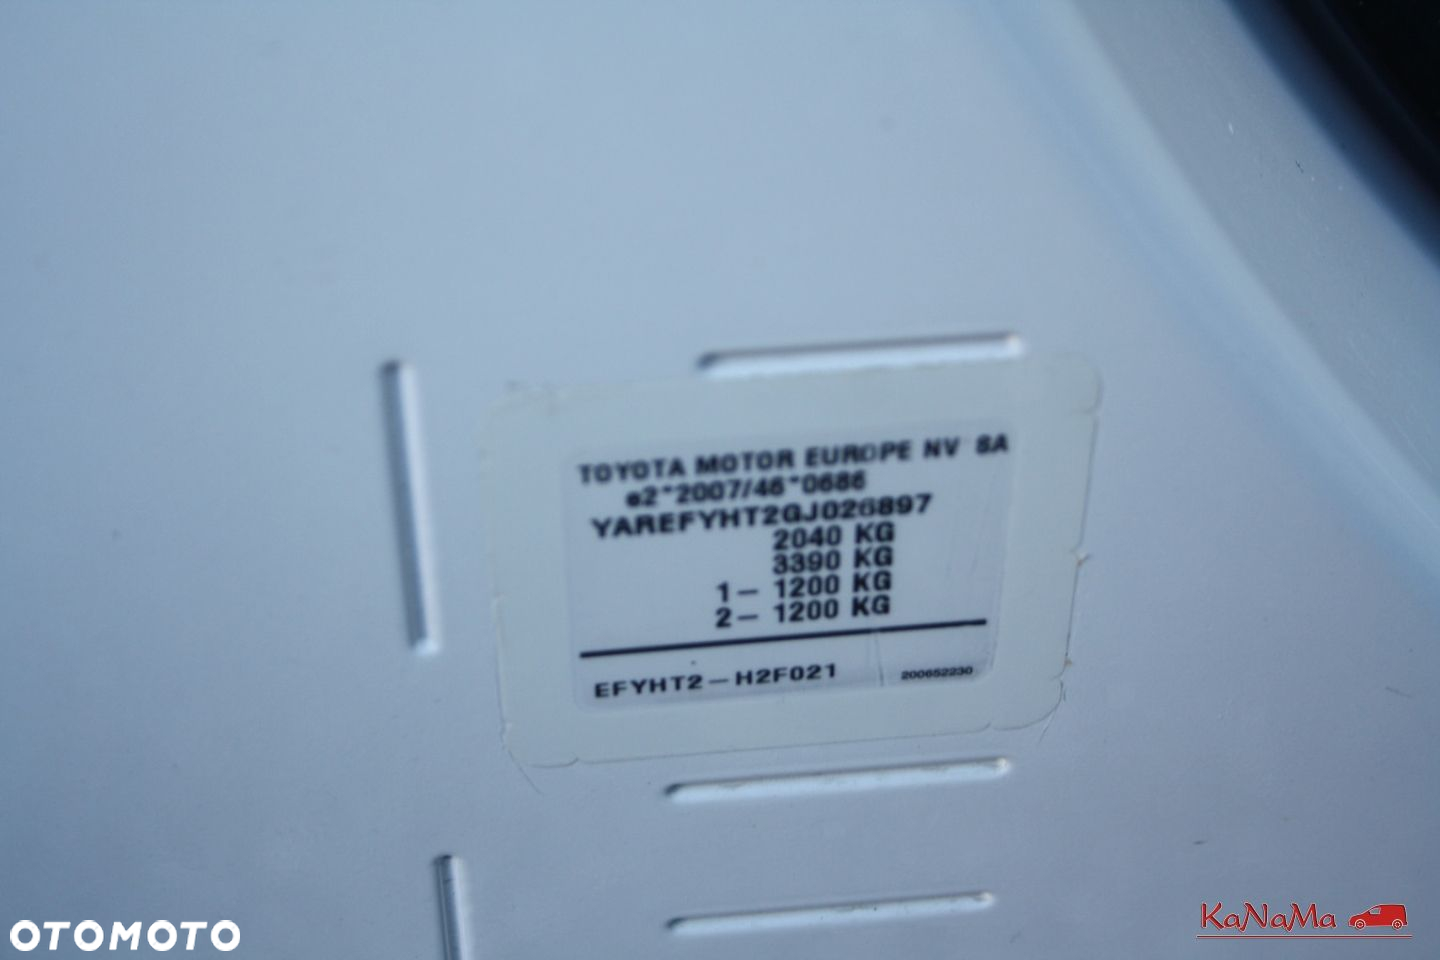 TOYOTA MOTOR EUROPE NV SA
e2*2007/46*0686
YAREFYHT2GJ026897
2040 KG
3390 KG
1- 1200 KG
2- 1200 KG
EFYHT2-H2F021
200652230
OTOMOTO
KaNaMa